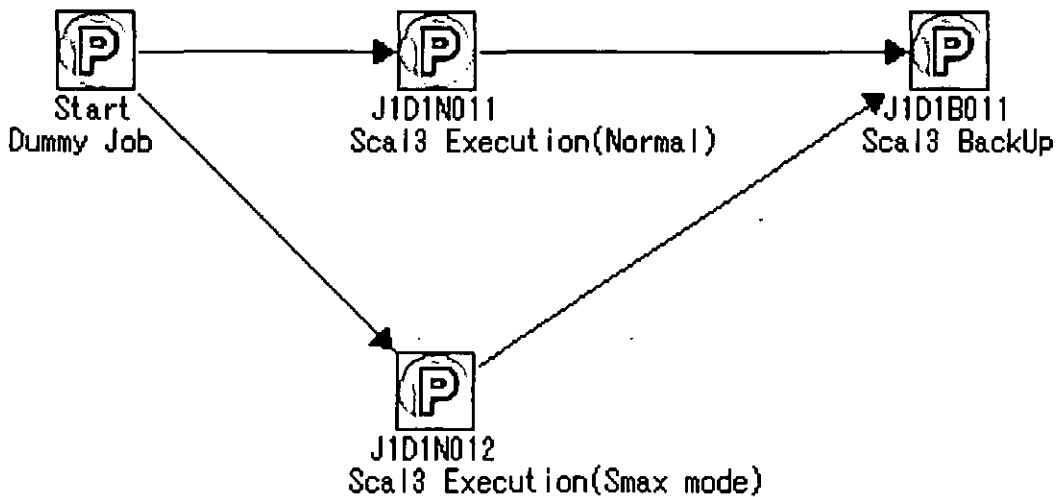 P
P
P
Start
Dummy Job
J1D1N011
Scal3 Execution(Normal)
J1D1B011
Scal3 BackUp
P
J1D1N012
Scal3 Execution(Smax mode)